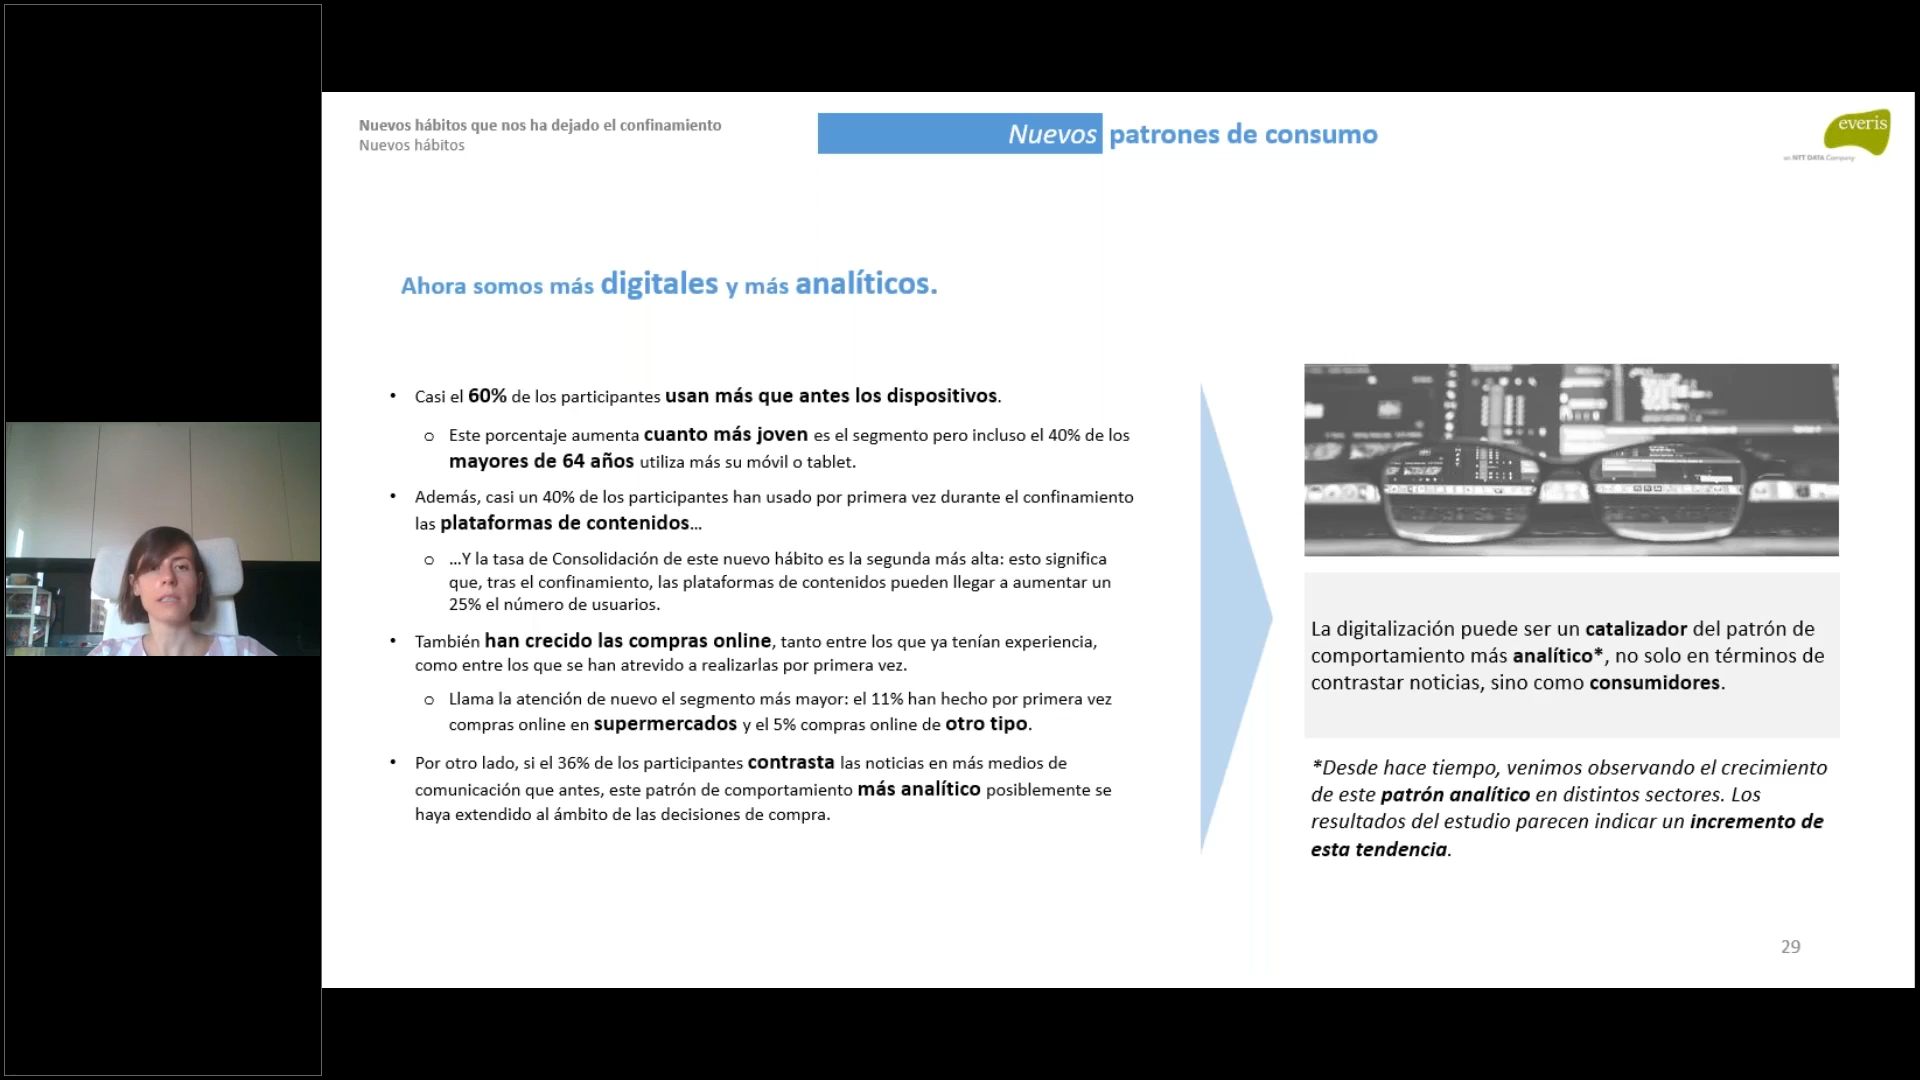 Nuevos hábitos que nos ha dejado el confinamiento
Nuevos hábitos
Nuevos patrones de consumo
everis
an NTT DATA Company
Ahora somos más digitales y más analíticos.
• Casi el 60% de los participantes usan más que antes los dispositivos.
o Este porcentaje aumenta cuanto más joven es el segmento pero incluso el 40% de los
mayores de 64 años utiliza más su móvil o tablet.
• Además, casi un 40% de los participantes han usado por primera vez durante el confinamiento
las plataformas de contenidos…
o …Y la tasa de Consolidación de este nuevo hábito es la segunda más alta: esto significa
que, tras el confinamiento, las plataformas de contenidos pueden llegar a aumentar un
25% el número de usuarios.
• También han crecido las compras online, tanto entre los que ya tenían experiencia,
como entre los que se han atrevido a realizarlas por primera vez.
o Llama la atención de nuevo el segmento más mayor: el 11% han hecho por primera vez
compras online en supermercados y el 5% compras online de otro tipo.
• Por otro lado, si el 36% de los participantes contrasta las noticias en más medios de
comunicación que antes, este patrón de comportamiento más analítico posiblemente se
haya extendido al ámbito de las decisiones de compra.
La digitalización puede ser un catalizador del patrón de
comportamiento más analítico*, no solo en términos de
contrastar noticias, sino como consumidores.
*Desde hace tiempo, venimos observando el crecimiento
de este patrón analítico en distintos sectores. Los
resultados del estudio parecen indicar un incremento de
esta tendencia.
29